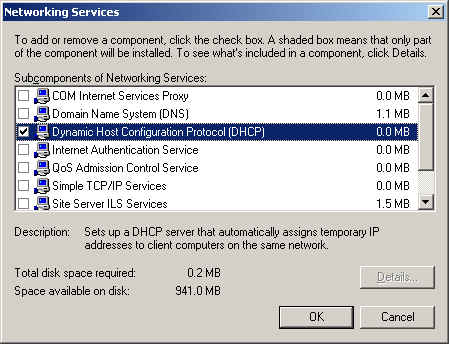 Networking Services
To add or remove a component, click the check box. A shaded box means that only part
of the component will be installed. To see what's included in a component, click Details.
Subcomponents of Networking Services:
COM Internet Services Proxy 0.0 MB
Domain Name System (DNS) 1.1 MB
Dynamic Host Configuration Protocol (DHCP) 0.0 MB
Internet Authentication Service 0.0 MB
QoS Admission Control Service 0.0 MB
Simple TCP/IP Services 0.0 MB
Site Server ILS Services 1.5 MB
Description: Sets up a DHCP server that automatically assigns temporary IP
addresses to client computers on the same network.
Total disk space required: 0.2 MB
Space available on disk: 941.0 MB
Details...
OK Cancel